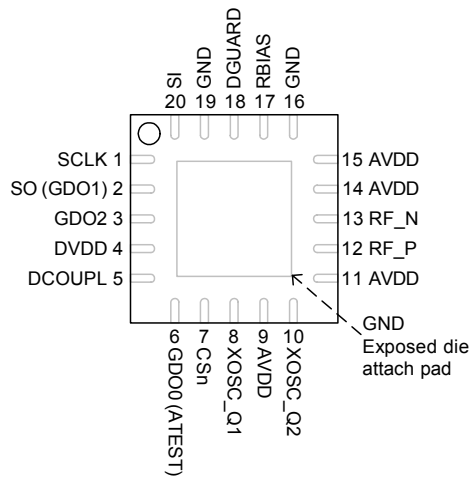 SI
20
GND
19
DGUARD
18
RBIAS
17
GND
16
SCLK 1
SO (GDO1) 2
GDO2 3
DVDD 4
DCOUPL 5
15 AVDD
14 AVDD
13 RF_N
12 RF_P
11 AVDD
6
GDO0 (ATEST)
7
CSn
8
XOSC_Q1
9
AVDD
10
XOSC_Q2
GND
Exposed die
attach pad